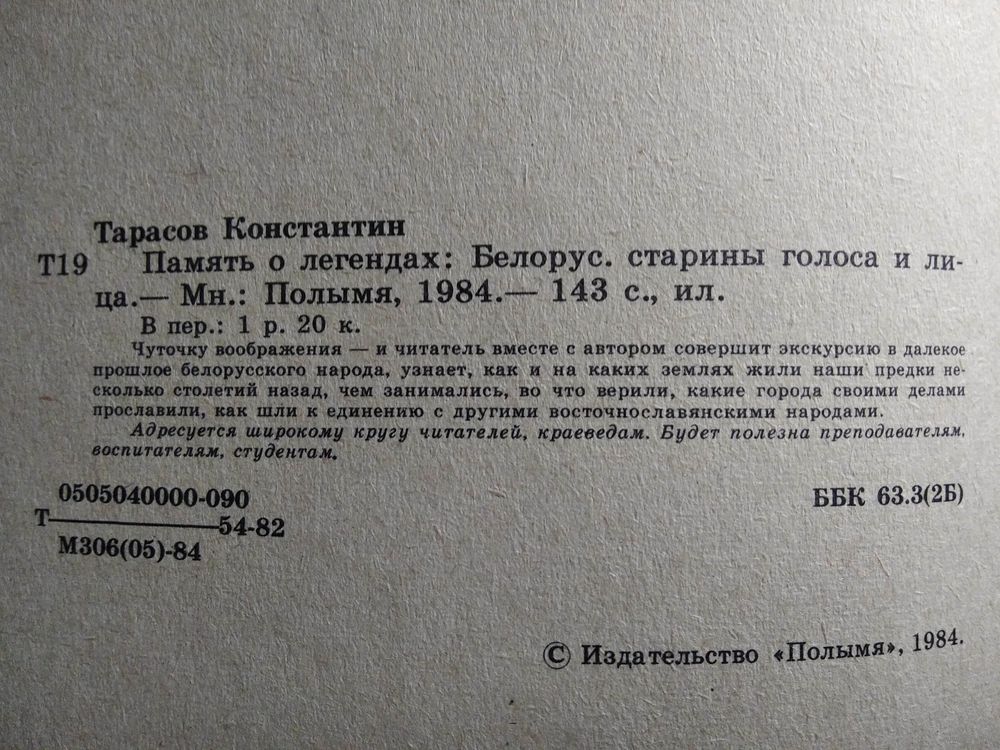 Тарасов Константин
Т19 Память о легендах: Белорус. старины голоса и ли-
ца.— Мн.: Полымя, 1984.— 143 с., ил.
В пер.: 1 р. 20 к.
Чуточку воображения — и читатель вместе с автором совершит экскурсию в далекое
прошлое белорусского народа, узнает, как и на каких землях жили наши предки не-
сколько столетий назад, чем занимались, во что верили, какие города своими делами
прославили, как шли к единению с другими восточнославянскими народами.
Адресуется широкому кругу читателей, краеведам. Будет полезна преподавателям,
воспитателям, студентам.
0505040000-090
Т———54-82
М306(05)-84
ББК 63.3(2Б)
© Издательство «Полымя», 1984.